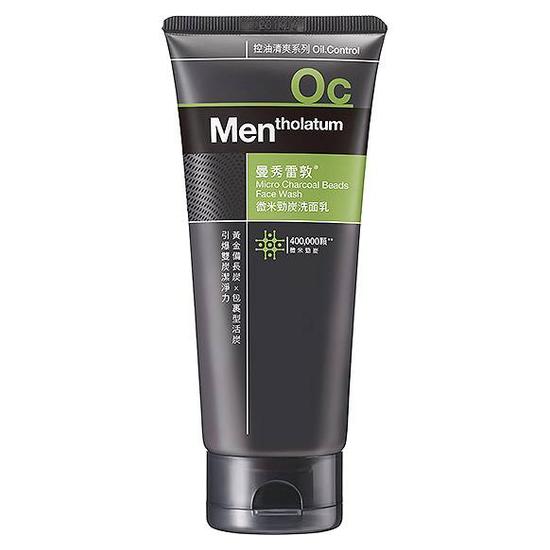 控油清爽系列 Oil.Control
Oc
Mentholatum
曼秀雷敦®
Micro Charcoal Beads
Face Wash
微米勁炭洗面乳
400,000顆**
微米勁炭
黃金備長炭×包裹型活炭
引爆雙炭潔淨力